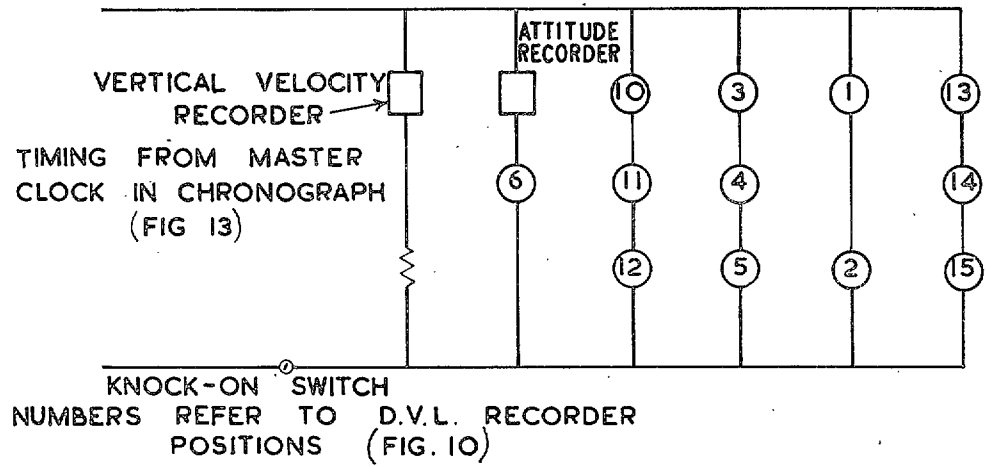 ATTITUDE
RECORDER
VERTICAL VELOCITY
RECORDER
10 3 1 13
TIMING FROM MASTER
CLOCK IN CHRONOGRAPH
(FIG 13)
6 11 4 14
12 5 2 15
KNOCK-ON SWITCH
NUMBERS REFER TO D.V.L. RECORDER
POSITIONS (FIG. 10)